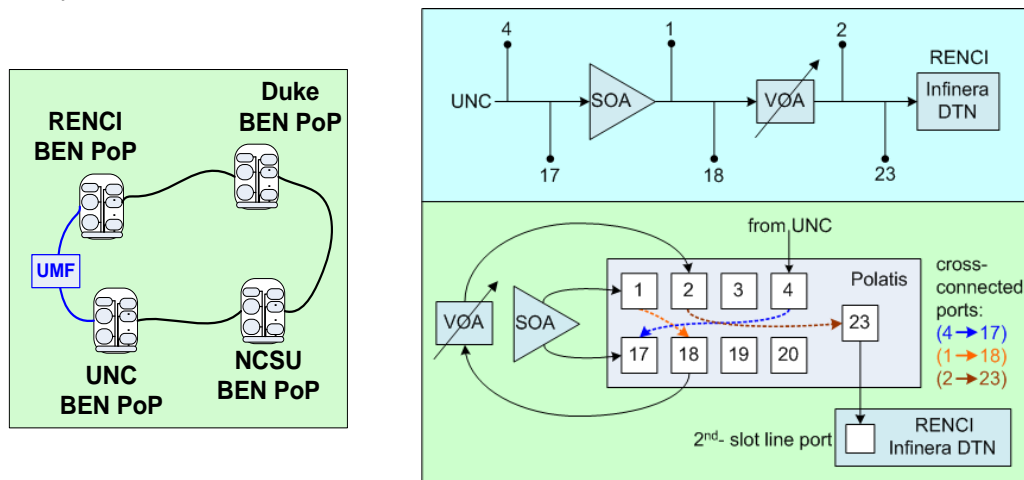 Duke
BEN PoP
RENCI
BEN PoP
UMF
UNC
BEN PoP
NCSU
BEN PoP
4
1
2
RENCI
UNC
SOA
VOA
Infinera
DTN
17
18
23
from UNC
Polatis
cross-
connected
ports:
(4→17)
(1→18)
(2→23)
VOA
SOA
1
2
3
4
23
17
18
19
20
2nd- slot line port
RENCI
Infinera DTN